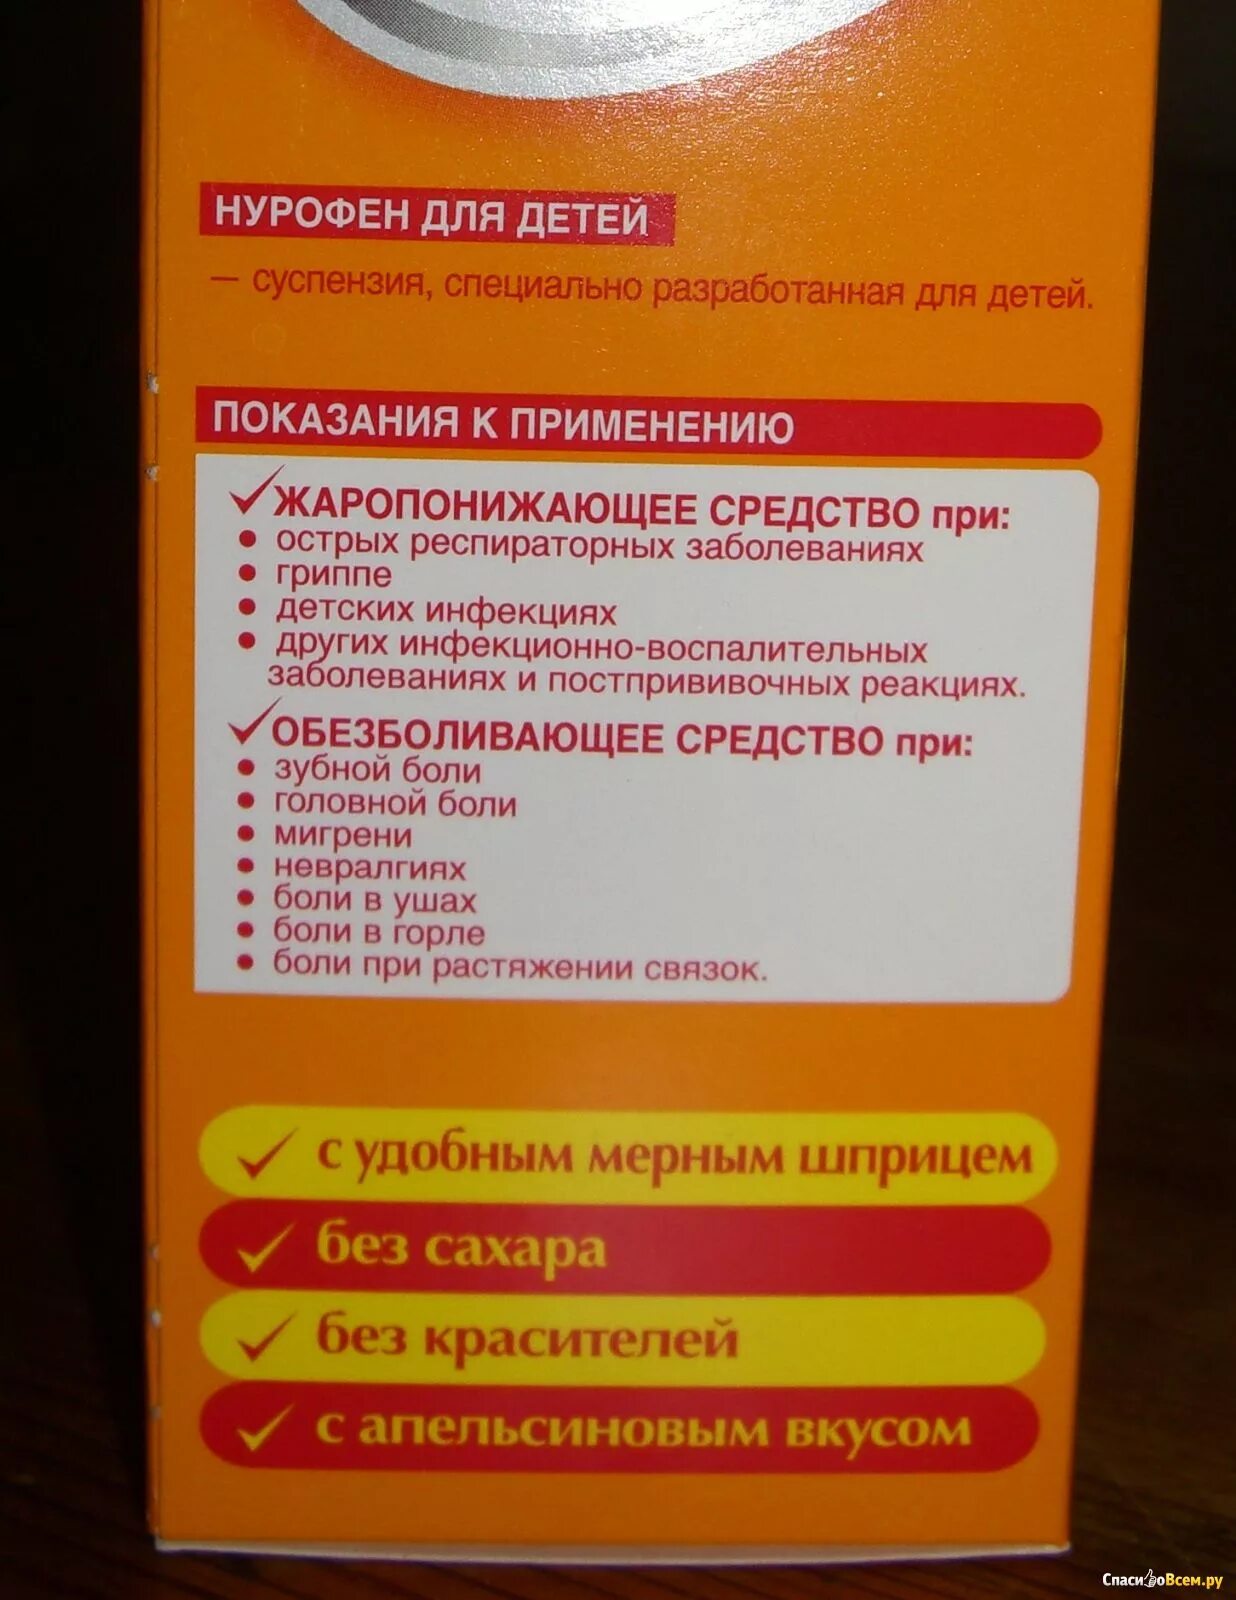 НУРОФЕН ДЛЯ ДЕТЕЙ
— суспензия, специально разработанная для детей.
ПОКАЗАНИЯ К ПРИМЕНЕНИЮ
✓ЖАРОПОНИЖАЮЩЕЕ СРЕДСТВО при:
• острых респираторных заболеваниях
• гриппе
• детских инфекциях
• других инфекционно-воспалительных
заболеваниях и постпрививочных реакциях.
✓ОБЕЗБОЛИВАЮЩЕЕ СРЕДСТВО при:
• зубной боли
• головной боли
• мигрени
• невралгиях
• боли в ушах
• боли в горле
• боли при растяжении связок.
✓ с удобным мерным шприцем
✓ без сахара
✓ без красителей
✓ с апельсиновым вкусом
СпасибоВсем.ру